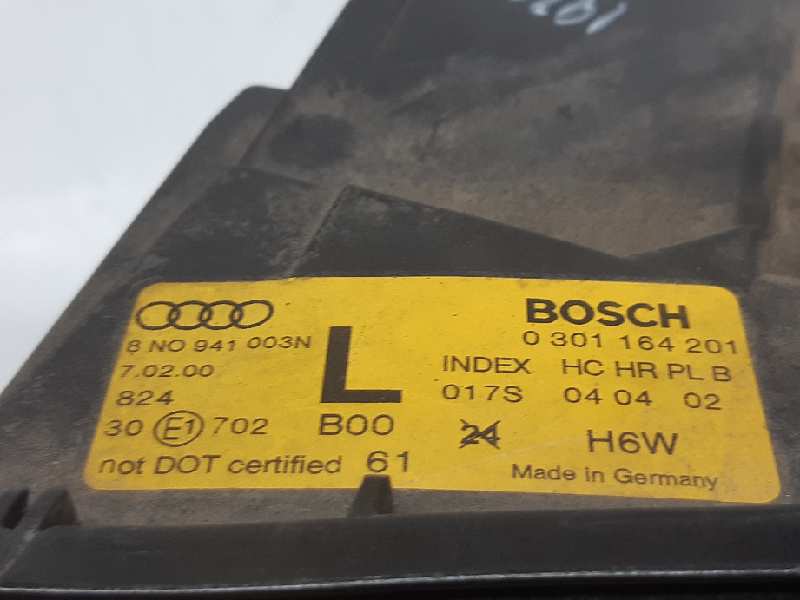 BOSCH
8 N0 941 003N
0 301 164 201
L
7.02.00
INDEX HC HR PL B
824
017S 04 04 02
30 E1 702 B00 24 H6W
not DOT certified 61
Made in Germany